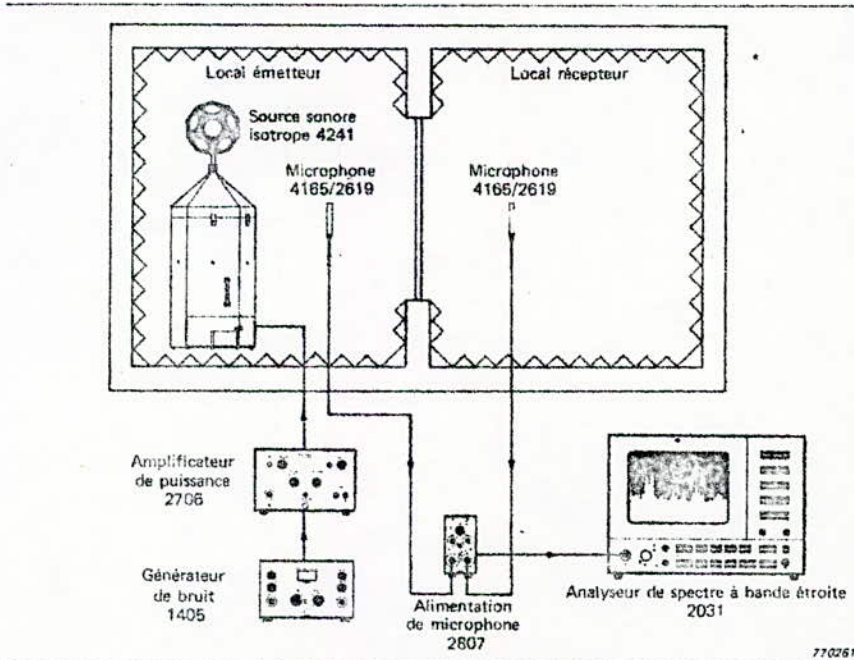 Local émetteur
Local récepteur
Source sonore
isotrope 4241
Microphone
4165/2619
Microphone
4165/2619
Amplificateur
de puissance
2706
Générateur
de bruit
1405
Alimentation
de microphone
2807
Analyseur de spectre à bande étroite
2031
770261